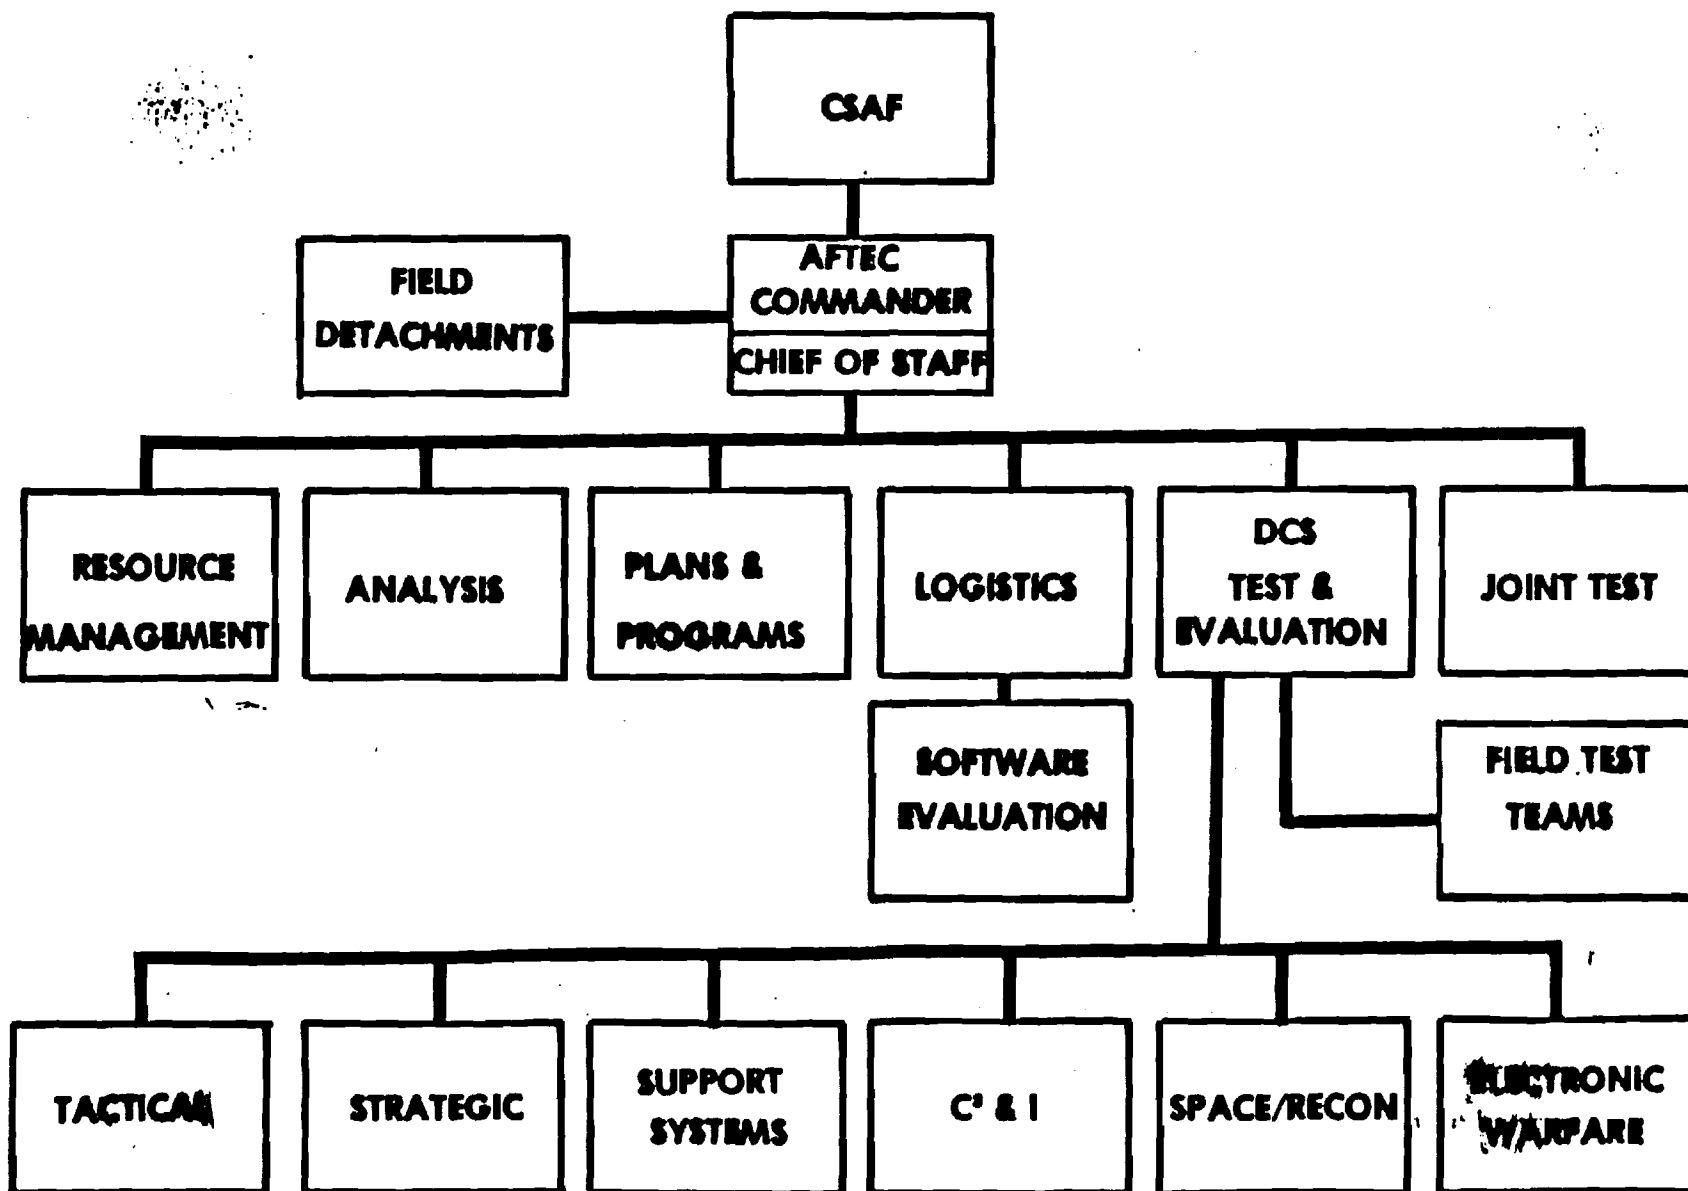 CSAF
FIELD
DETACHMENTS
AFTEC
COMMANDER
CHIEF OF STAFF
RESOURCE
MANAGEMENT
ANALYSIS
PLANS &
PROGRAMS
LOGISTICS
DCS
TEST &
EVALUATION
JOINT TEST
SOFTWARE
EVALUATION
FIELD TEST
TEAMS
TACTICAL
STRATEGIC
SUPPORT
SYSTEMS
C³ & I
SPACE/RECON
ELECTRONIC
WARFARE